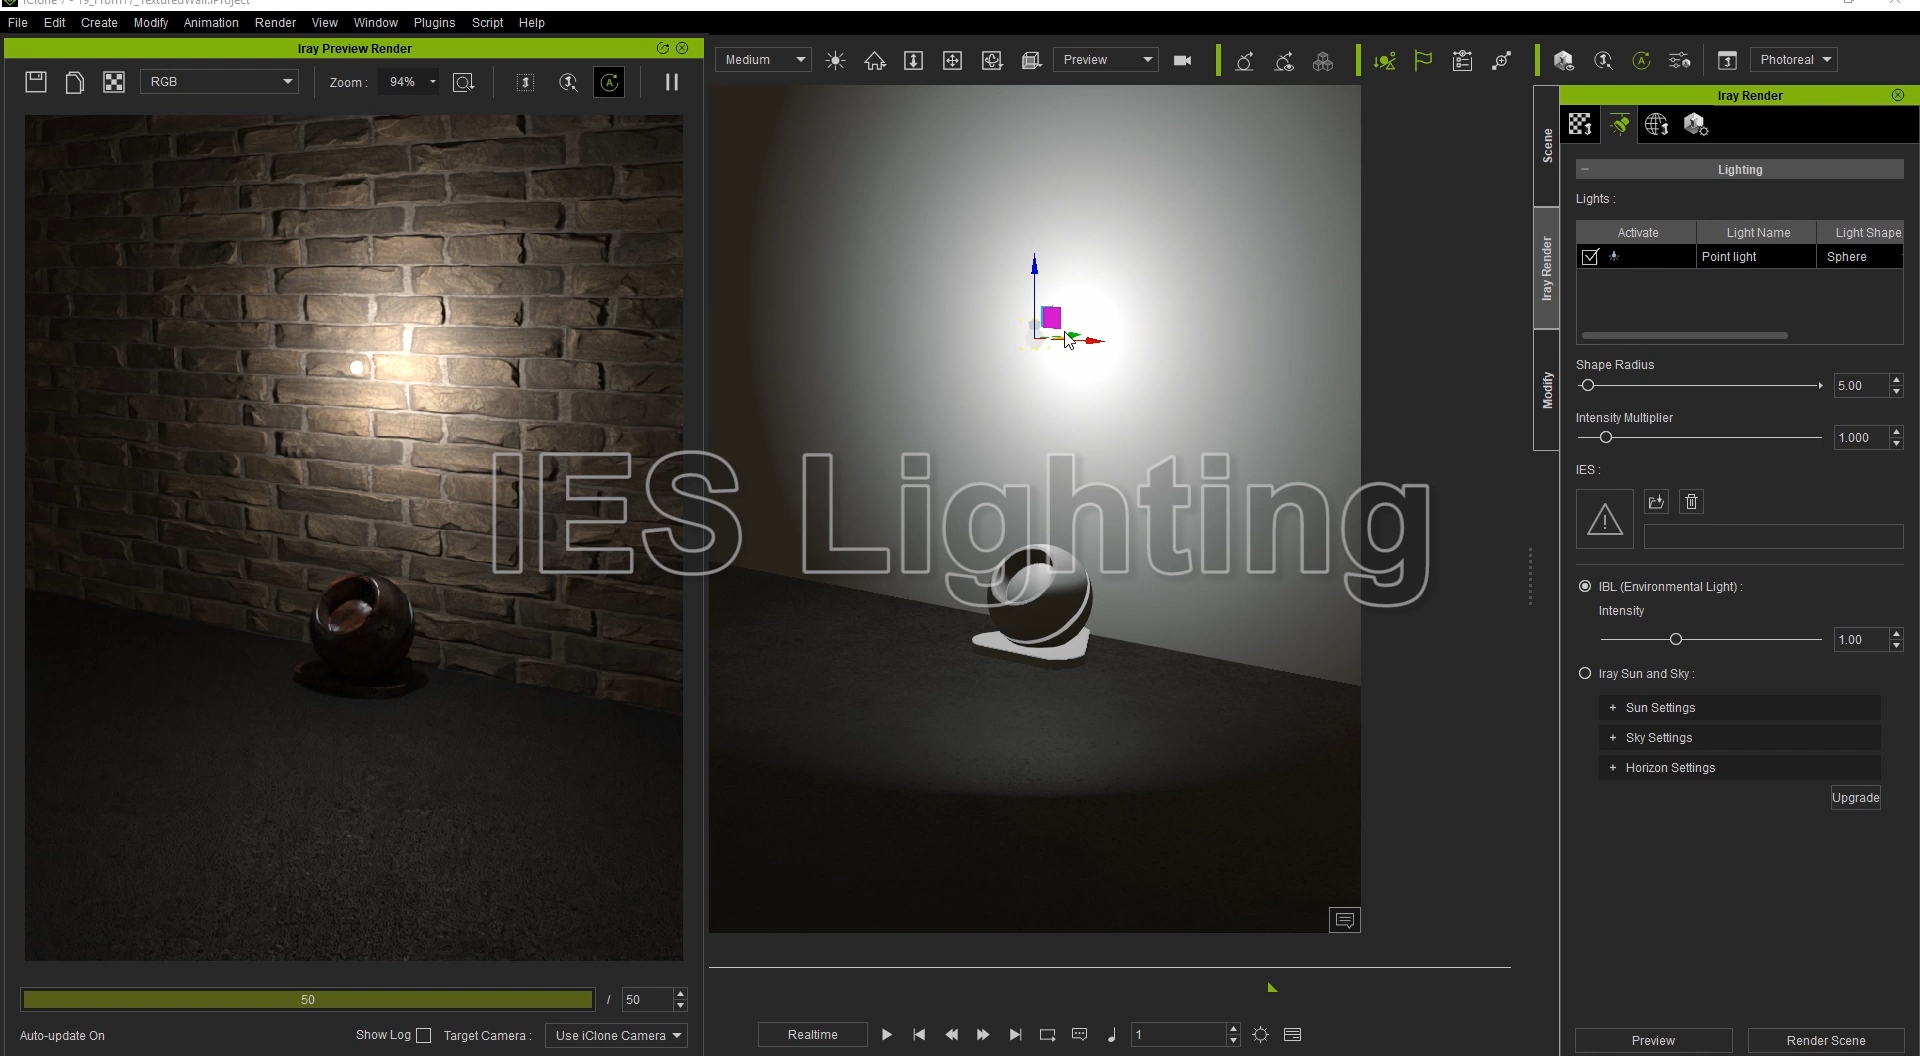 iClone 7 - 19_FromT7_TexturedWall.iProject
File Edit Create Modify Animation Render View Window Plugins Script Help
Iray Preview Render
RGB
Zoom : 94%
Medium
Preview
Photoreal
Iray Render
Scene
Iray Render
Modify
Lighting
Lights :
Activate Light Name Light Shape
Point light Sphere
Shape Radius
5.00
Intensity Multiplier
1.000
IES :
IES Lighting
IBL (Environmental Light) :
Intensity
1.00
Iray Sun and Sky :
+ Sun Settings
+ Sky Settings
+ Horizon Settings
Upgrade
50 / 50
Auto-update On
Show Log
Target Camera : Use iClone Camera
Realtime
1
Preview
Render Scene